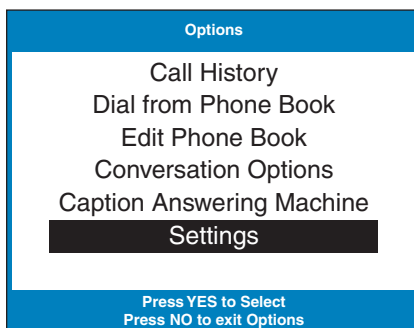 Options
Call History
Dial from Phone Book
Edit Phone Book
Conversation Options
Caption Answering Machine
Settings
Press YES to Select
Press NO to exit Options